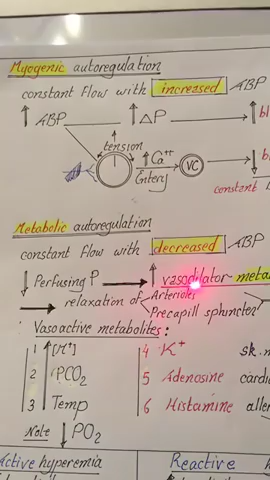 Myogenic autoregulation
constant Flow with increased ABP
↑ ABP ↑ ΔP ↑ bl
tension
↑ Ca++ VC ↓ b
(nterg)
constant
Metabolic autoregulation
constant Flow with decreased ABP
↓ Perfusing P → ↑ vasodilator meta
→ relaxation of Arterioles
Precapill sphincter
Vasoactive metabolites:
1 ↑ [H+] 4 K+ sk. m
2 PCO2 5 Adenosine cardi
3 Temp 6 Histamine alle
Note ↓ PO2
Active hyperemia Reactive h